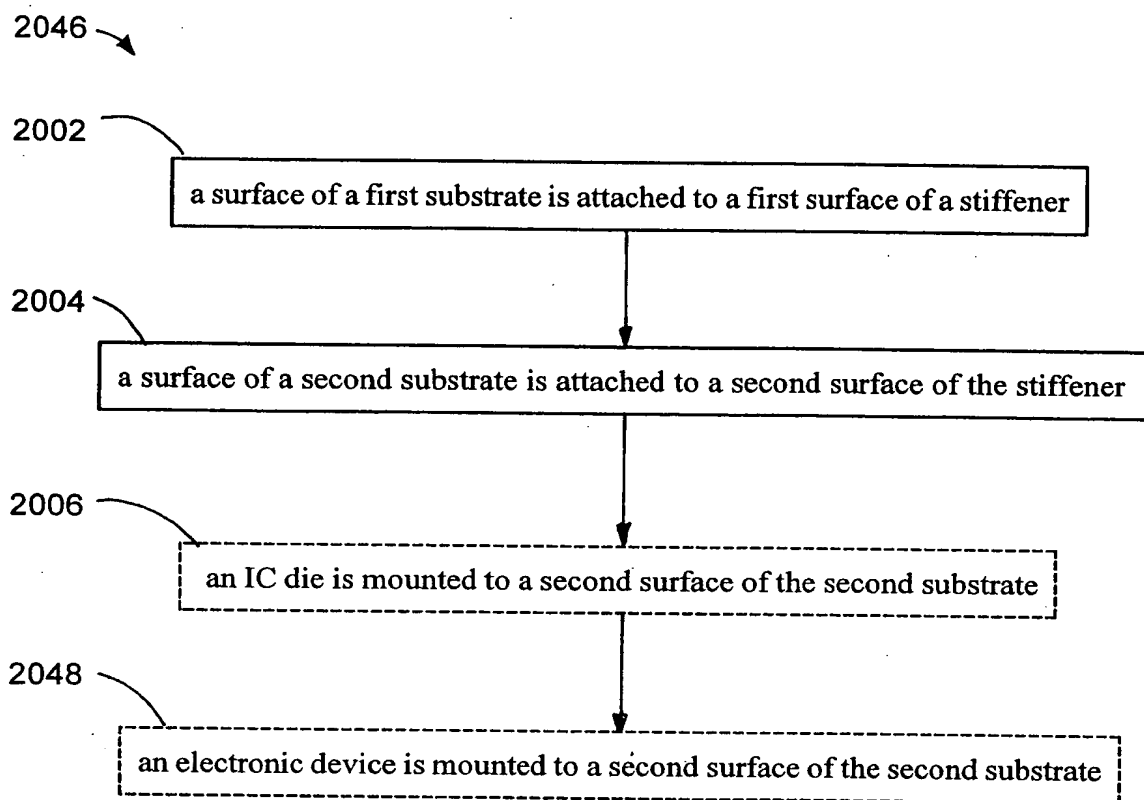 2046
2002
a surface of a first substrate is attached to a first surface of a stiffener
2004
a surface of a second substrate is attached to a second surface of the stiffener
2006
an IC die is mounted to a second surface of the second substrate
2048
an electronic device is mounted to a second surface of the second substrate